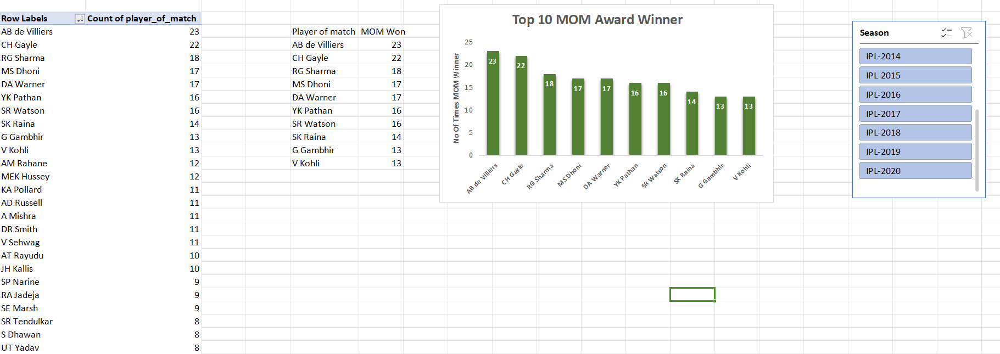 Row Labels Count of player_of_match
AB de Villiers 23
CH Gayle 22
RG Sharma 18
MS Dhoni 17
DA Warner 17
YK Pathan 16
SR Watson 16
SK Raina 14
G Gambhir 13
V Kohli 13
AM Rahane 12
MEK Hussey 12
KA Pollard 11
AD Russell 11
A Mishra 11
DR Smith 11
V Sehwag 11
AT Rayudu 10
JH Kallis 10
SP Narine 9
RA Jadeja 9
SE Marsh 9
SR Tendulkar 8
S Dhawan 8
UT Yadav 8
Player of match MOM Won
AB de Villiers 23
CH Gayle 22
RG Sharma 18
MS Dhoni 17
DA Warner 17
YK Pathan 16
SR Watson 16
SK Raina 14
G Gambhir 13
V Kohli 13
Top 10 MOM Award Winner
No Of Times MOM Winner
25
20
15
10
5
0
23 22 18 17 17 16 16 14 13 13
AB de Villiers CH Gayle RG Sharma MS Dhoni DA Warner YK Pathan SR Watson SK Raina G Gambhir V Kohli
Season
IPL-2014
IPL-2015
IPL-2016
IPL-2017
IPL-2018
IPL-2019
IPL-2020